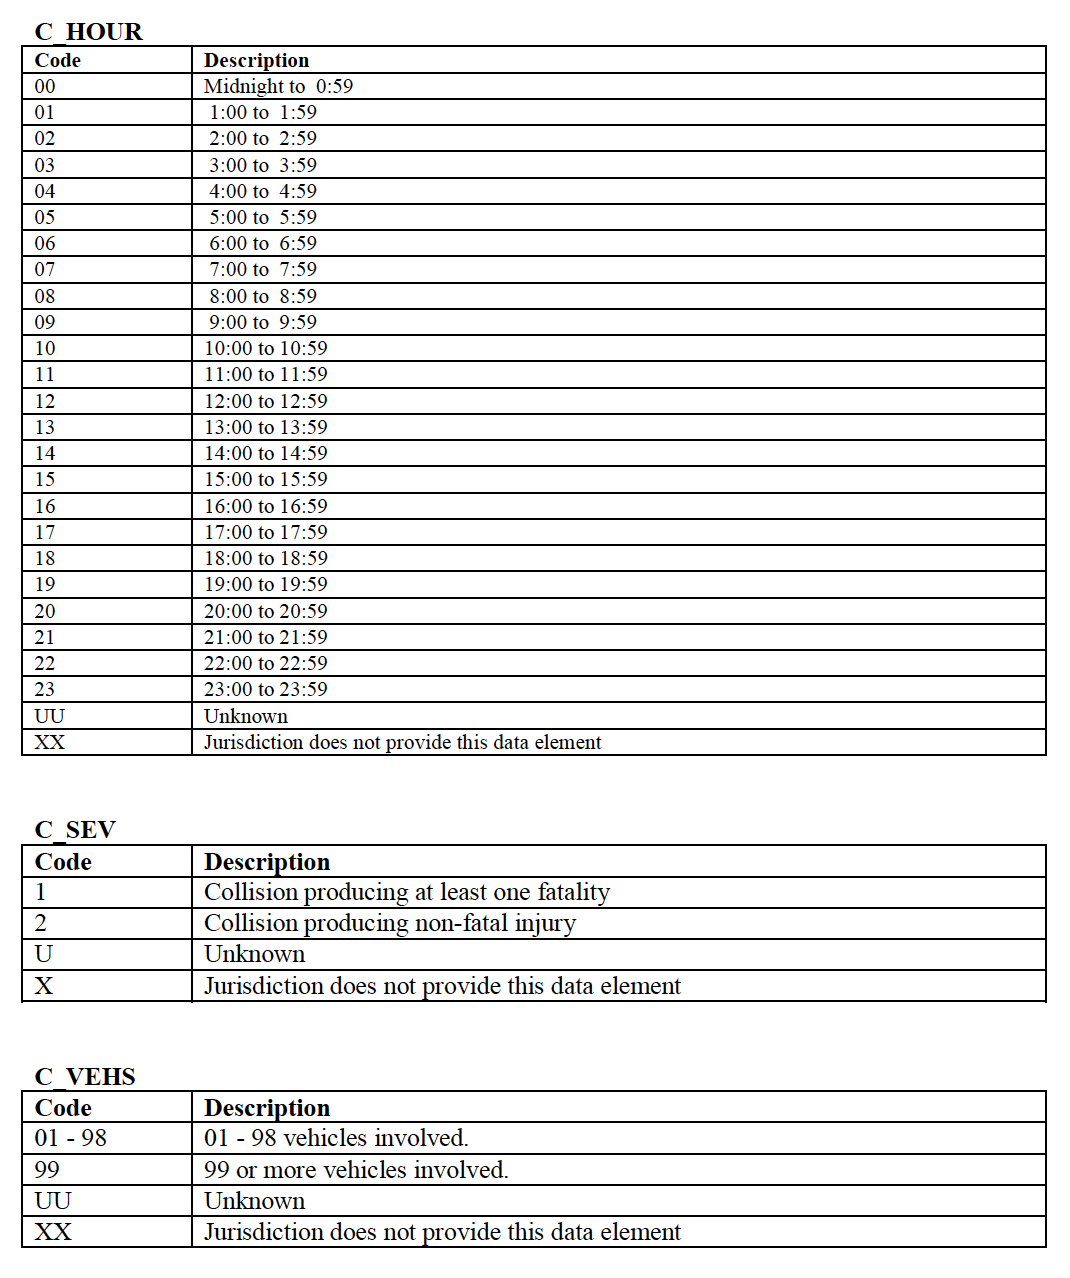 C_HOUR
Code Description
00 Midnight to 0:59
01 1:00 to 1:59
02 2:00 to 2:59
03 3:00 to 3:59
04 4:00 to 4:59
05 5:00 to 5:59
06 6:00 to 6:59
07 7:00 to 7:59
08 8:00 to 8:59
09 9:00 to 9:59
10 10:00 to 10:59
11 11:00 to 11:59
12 12:00 to 12:59
13 13:00 to 13:59
14 14:00 to 14:59
15 15:00 to 15:59
16 16:00 to 16:59
17 17:00 to 17:59
18 18:00 to 18:59
19 19:00 to 19:59
20 20:00 to 20:59
21 21:00 to 21:59
22 22:00 to 22:59
23 23:00 to 23:59
UU Unknown
XX Jurisdiction does not provide this data element
C_SEV
Code Description
1 Collision producing at least one fatality
2 Collision producing non-fatal injury
U Unknown
X Jurisdiction does not provide this data element
C_VEHS
Code Description
01 - 98 01 - 98 vehicles involved.
99 99 or more vehicles involved.
UU Unknown
XX Jurisdiction does not provide this data element